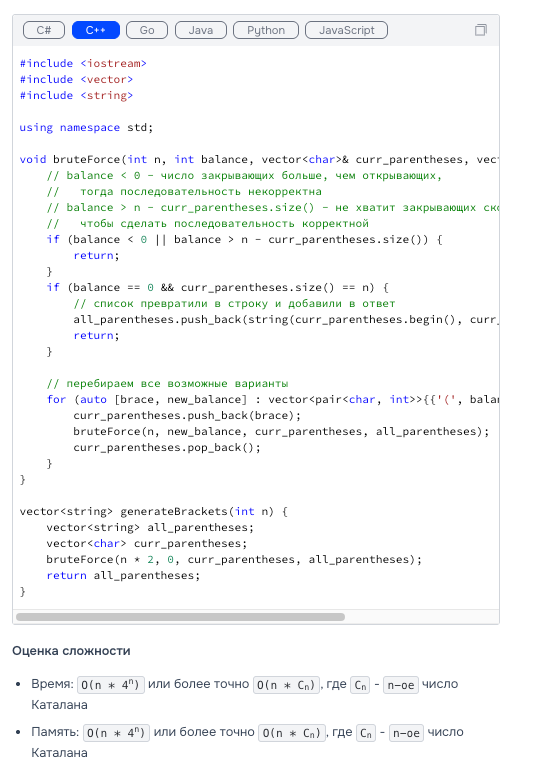 C# C++ Go Java Python JavaScript
#include <iostream>
#include <vector>
#include <string>
using namespace std;
void bruteForce(int n, int balance, vector<char>& curr_parentheses, vect
// balance < 0 – число закрывающих больше, чем открывающих,
//   тогда последовательность некорректна
// balance > n – curr_parentheses.size() – не хватит закрывающих ско
//   чтобы сделать последовательность корректной
if (balance < 0 || balance > n - curr_parentheses.size()) {
return;
}
if (balance == 0 && curr_parentheses.size() == n) {
// список превратили в строку и добавили в ответ
all_parentheses.push_back(string(curr_parentheses.begin(), curr_
return;
}
// перебираем все возможные варианты
for (auto [brace, new_balance] : vector<pair<char, int>>{{'(', balan
curr_parentheses.push_back(brace);
bruteForce(n, new_balance, curr_parentheses, all_parentheses);
curr_parentheses.pop_back();
}
}
vector<string> generateBrackets(int n) {
vector<string> all_parentheses;
vector<char> curr_parentheses;
bruteForce(n * 2, 0, curr_parentheses, all_parentheses);
return all_parentheses;
}
Оценка сложности
• Время: O(n * 4ⁿ) или более точно O(n * Cₙ), где Cₙ - n-ое число
Каталана
• Память: O(n * 4ⁿ) или более точно O(n * Cₙ), где Cₙ - n-ое число
Каталана